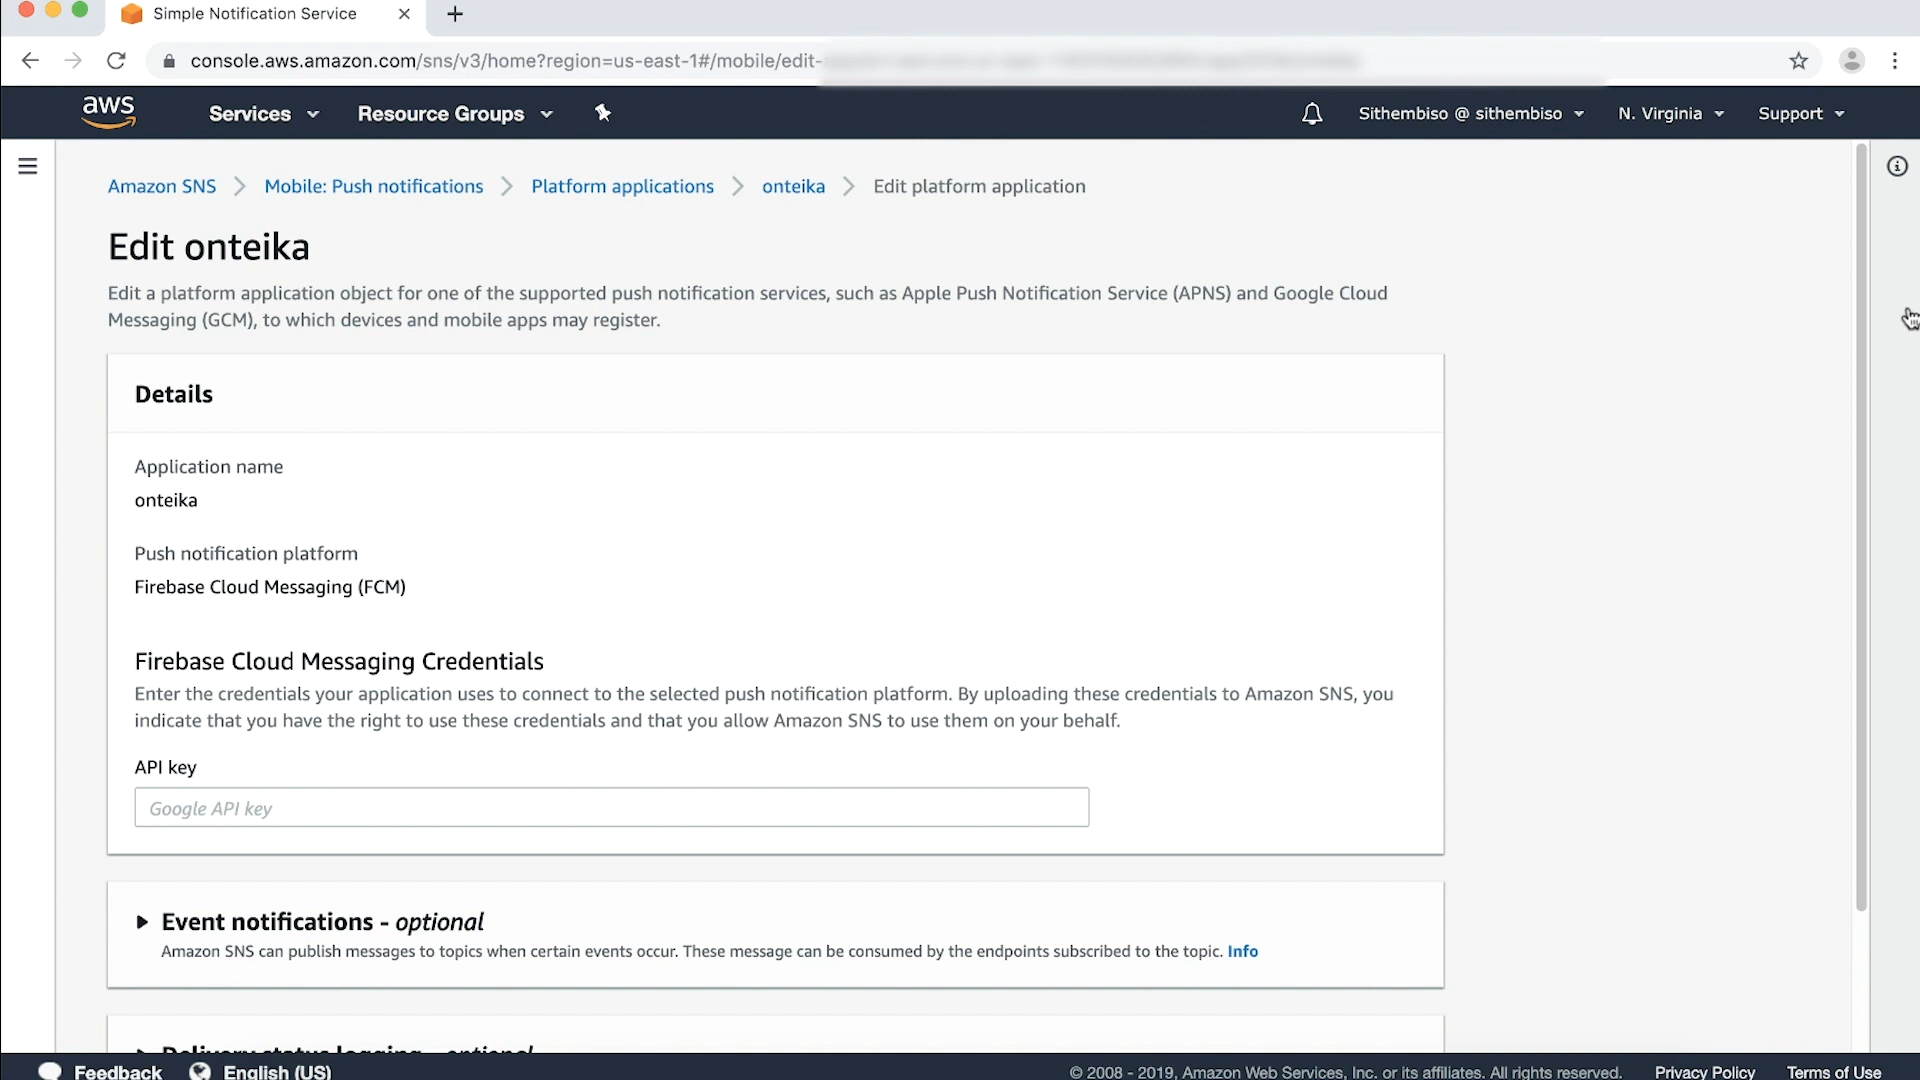 Simple Notification Service
console.aws.amazon.com/sns/v3/home?region=us-east-1#/mobile/edit-
aws Services Resource Groups Sithembiso @ sithembiso N. Virginia Support
Amazon SNS Mobile: Push notifications Platform applications onteika Edit platform application
Edit onteika
Edit a platform application object for one of the supported push notification services, such as Apple Push Notification Service (APNS) and Google Cloud
Messaging (GCM), to which devices and mobile apps may register.
Details
Application name
onteika
Push notification platform
Firebase Cloud Messaging (FCM)
Firebase Cloud Messaging Credentials
Enter the credentials your application uses to connect to the selected push notification platform. By uploading these credentials to Amazon SNS, you
indicate that you have the right to use these credentials and that you allow Amazon SNS to use them on your behalf.
API key
Google API key
Event notifications - optional
Amazon SNS can publish messages to topics when certain events occur. These message can be consumed by the endpoints subscribed to the topic. Info
Delivery status logging - optional
Feedback English (US) © 2008 - 2019, Amazon Web Services, Inc. or its affiliates. All rights reserved. Privacy Policy Terms of Use